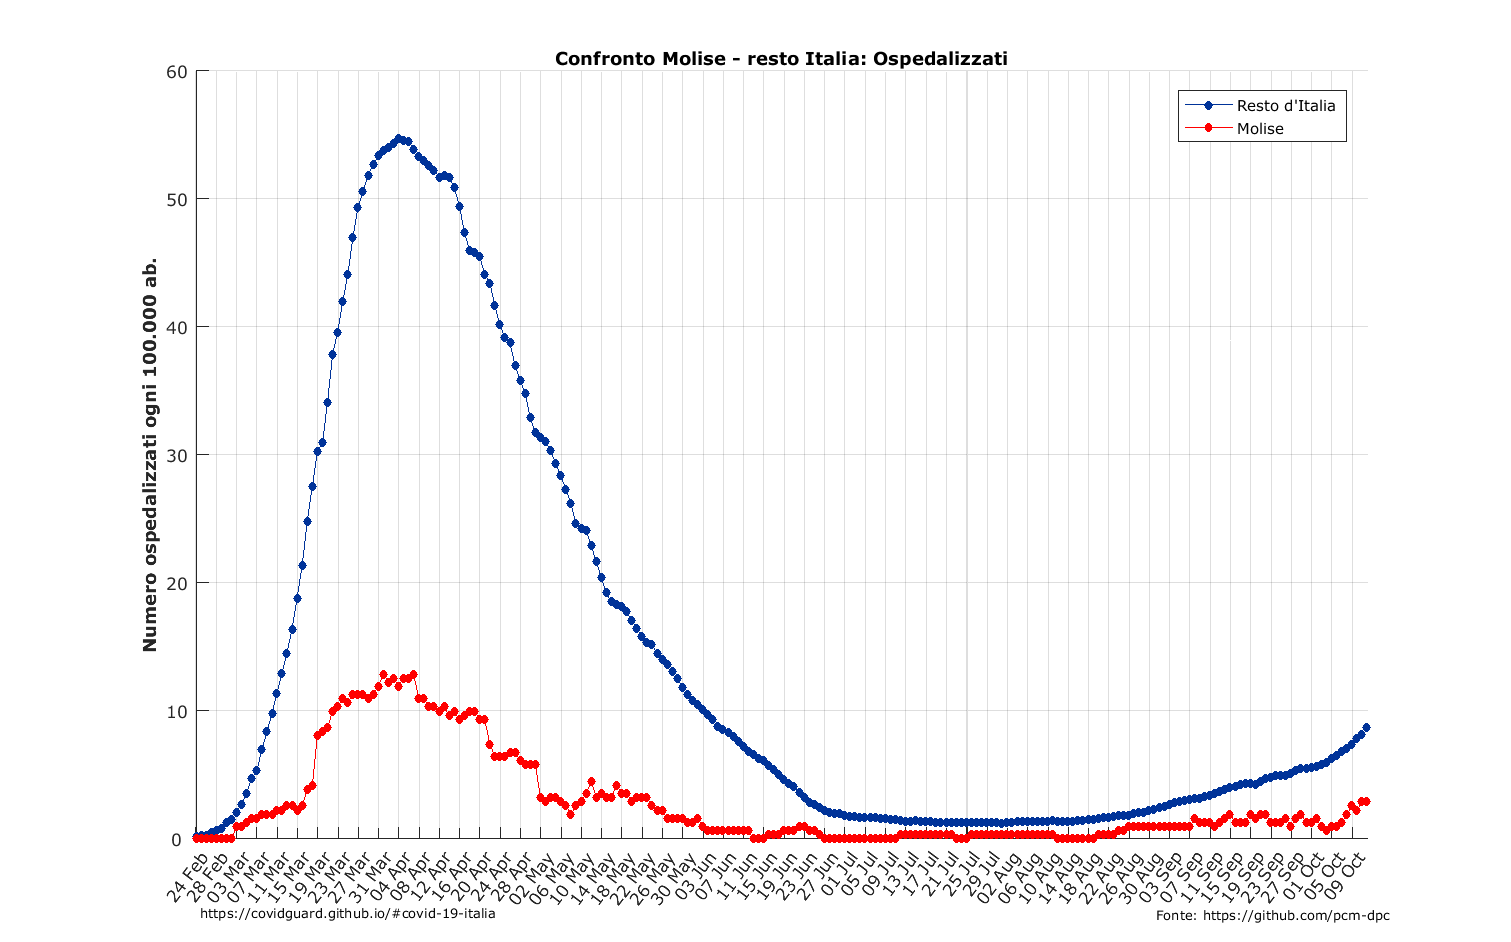 Confronto Molise - resto Italia: Ospedalizzati
Resto d'Italia
Molise
Numero ospedalizzati ogni 100.000 ab.
60
50
40
30
20
10
0
24 Feb
28 Feb
03 Mar
07 Mar
11 Mar
15 Mar
19 Mar
23 Mar
27 Mar
31 Mar
04 Apr
08 Apr
12 Apr
16 Apr
20 Apr
24 Apr
28 Apr
02 May
06 May
10 May
14 May
18 May
22 May
26 May
30 May
03 Jun
07 Jun
11 Jun
15 Jun
19 Jun
23 Jun
27 Jun
01 Jul
05 Jul
09 Jul
13 Jul
17 Jul
21 Jul
25 Jul
29 Jul
02 Aug
06 Aug
10 Aug
14 Aug
18 Aug
22 Aug
26 Aug
30 Aug
03 Sep
07 Sep
11 Sep
15 Sep
19 Sep
23 Sep
27 Sep
01 Oct
05 Oct
09 Oct
https://covidguard.github.io/#covid-19-italia
Fonte: https://github.com/pcm-dpc